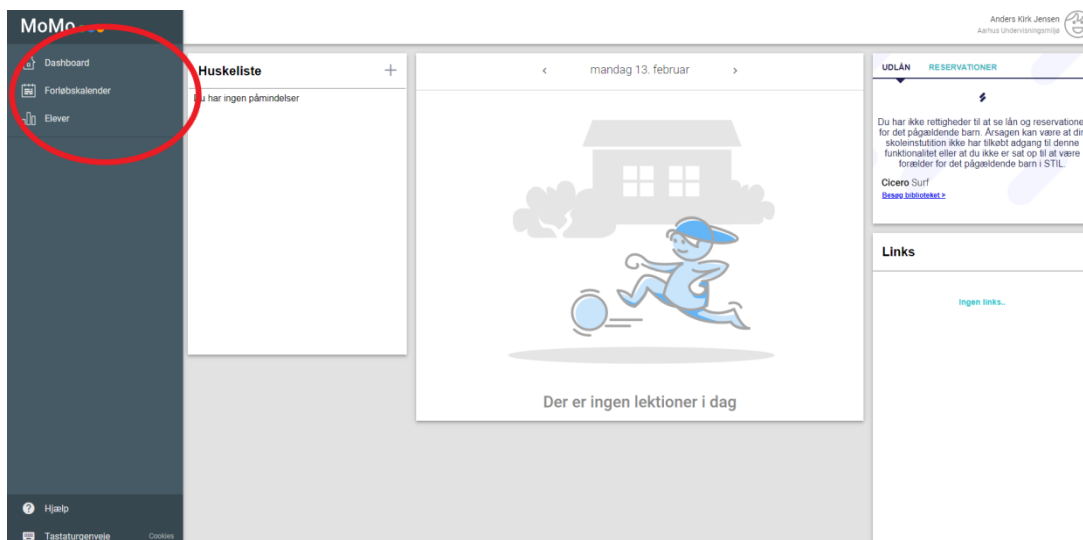 MoMo
Dashboard
Forløbskalender
Elever
Hjælp
Tastaturgenveje
Cookies
Huskeliste
Du har ingen påmindelser
mandag 13. februar
Der er ingen lektioner i dag
Anders Kirk Jensen
Aarhus Undervisningsmiljø
UDLÅN RESERVATIONER
Du har ikke rettigheder til at se lån og reservatione
for det pågældende barn. Årsagen kan være at din
skoleinstutition ikke har tilkøbt adgang til denne
funktionalitet eller at du ikke er sat op til at være
forælder for det pågældende barn i STIL.
Cicero Surf
Besøg biblioteket >
Links
Ingen links..